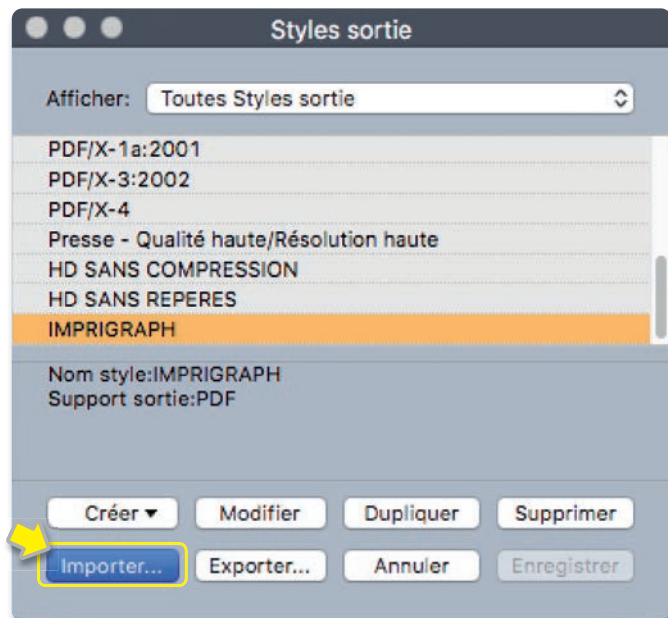 Styles sortie
Afficher: Toutes Styles sortie
PDF/X-1a:2001
PDF/X-3:2002
PDF/X-4
Presse - Qualité haute/Résolution haute
HD SANS COMPRESSION
HD SANS REPERES
IMPRIGRAPH
Nom style:IMPRIGRAPH
Support sortie:PDF
Créer ▾ Modifier Dupliquer Supprimer
Importer... Exporter... Annuler Enregistrer